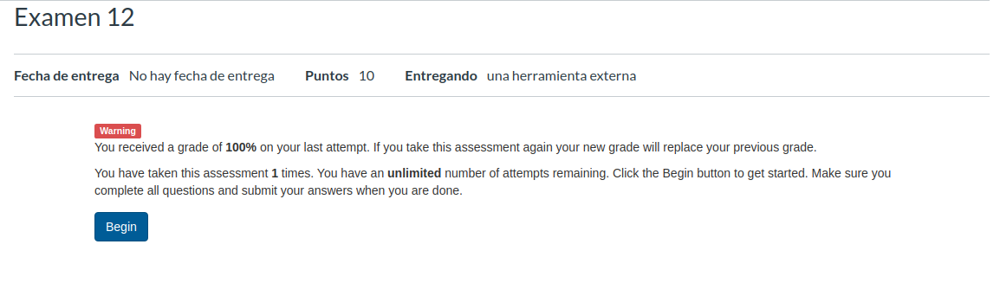 Examen 12
Fecha de entrega No hay fecha de entrega Puntos 10 Entregando una herramienta externa
Warning
You received a grade of 100% on your last attempt. If you take this assessment again your new grade will replace your previous grade.
You have taken this assessment 1 times. You have an unlimited number of attempts remaining. Click the Begin button to get started. Make sure you
complete all questions and submit your answers when you are done.
Begin